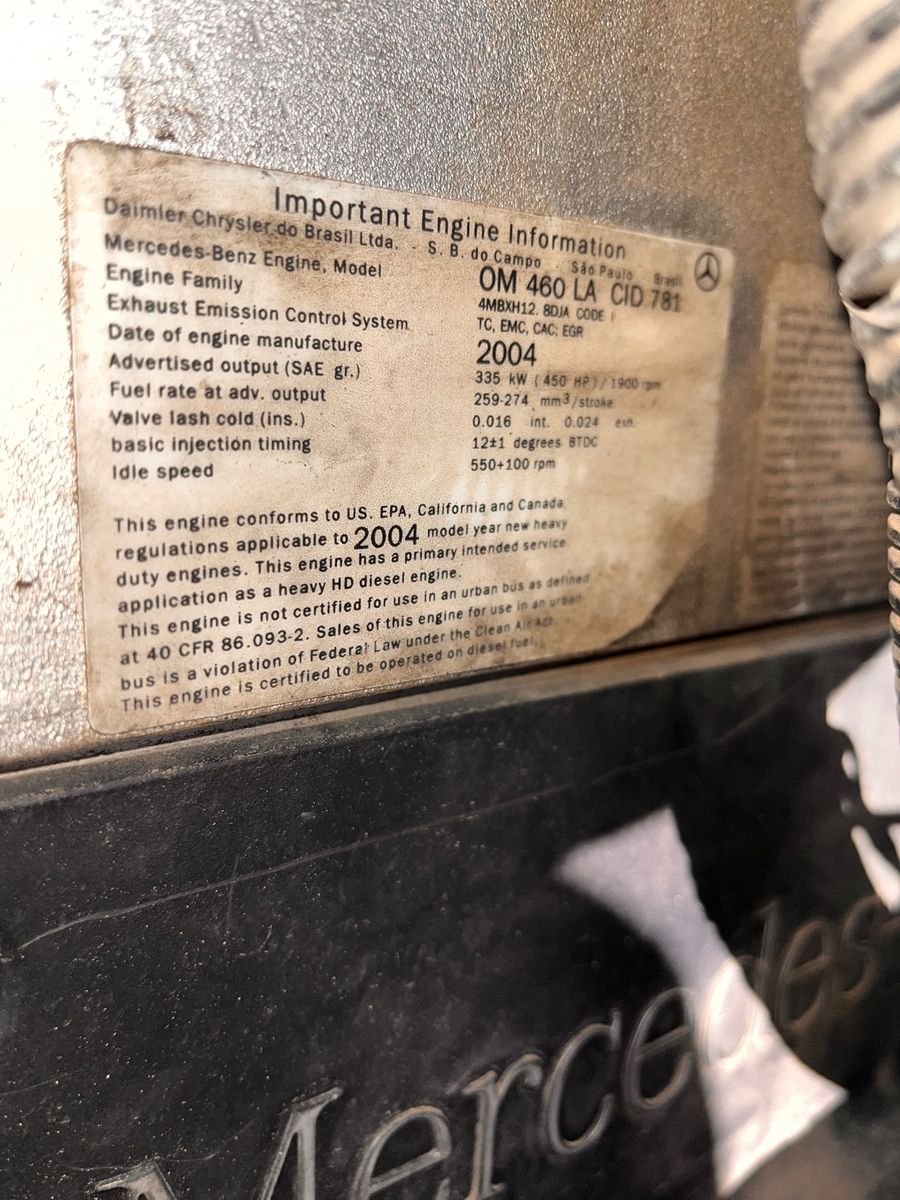 Important Engine Information
Daimler Chrysler do Brasil Ltda. - S. B. do Campo São Paulo Brasil
Mercedes-Benz Engine, Model OM 460 LA CID 781
Engine Family 4MBXH12. 8DJA CODE
Exhaust Emission Control System TC, EMC, CAC; EGR
Date of engine manufacture 2004
Advertised output (SAE gr.) 335 kW (450 HP) / 1900 rpm
Fuel rate at adv. output 259-274 mm³/stroke
Valve lash cold (ins.) 0.016 int. 0.024 exh.
basic injection timing 12±1 degrees BTDC
Idle speed 550+100 rpm
This engine conforms to US. EPA, California and Canada
regulations applicable to 2004 model year new heavy
duty engines. This engine has a primary intended service
application as a heavy HD diesel engine.
This engine is not certified for use in an urban bus as defined
at 40 CFR 86.093-2. Sales of this engine for use in an urban
bus is a violation of Federal Law under the Clean Air Act.
This engine is certified to be operated on diesel fuel.
Mercedes-